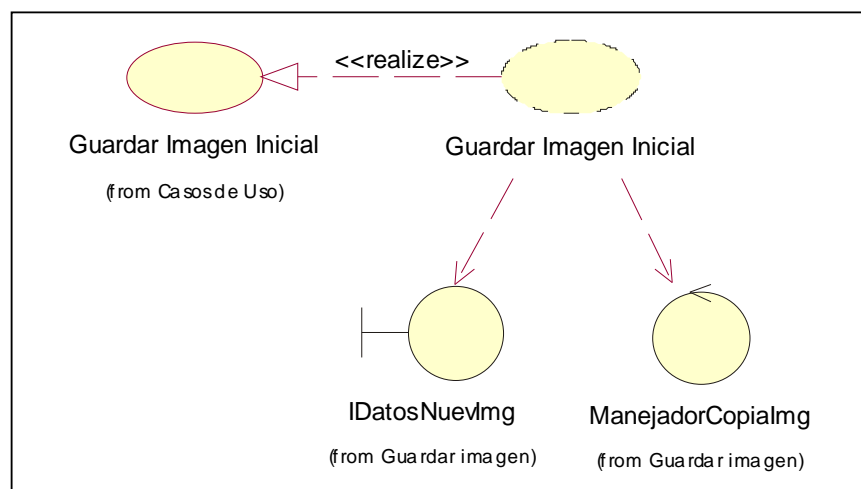 <<realize>>
Guardar Imagen Inicial
(from Casos de Uso)
Guardar Imagen Inicial
IDatosNuevImg
(from Guardar imagen)
ManejadorCopiaImg
(from Guardar imagen)